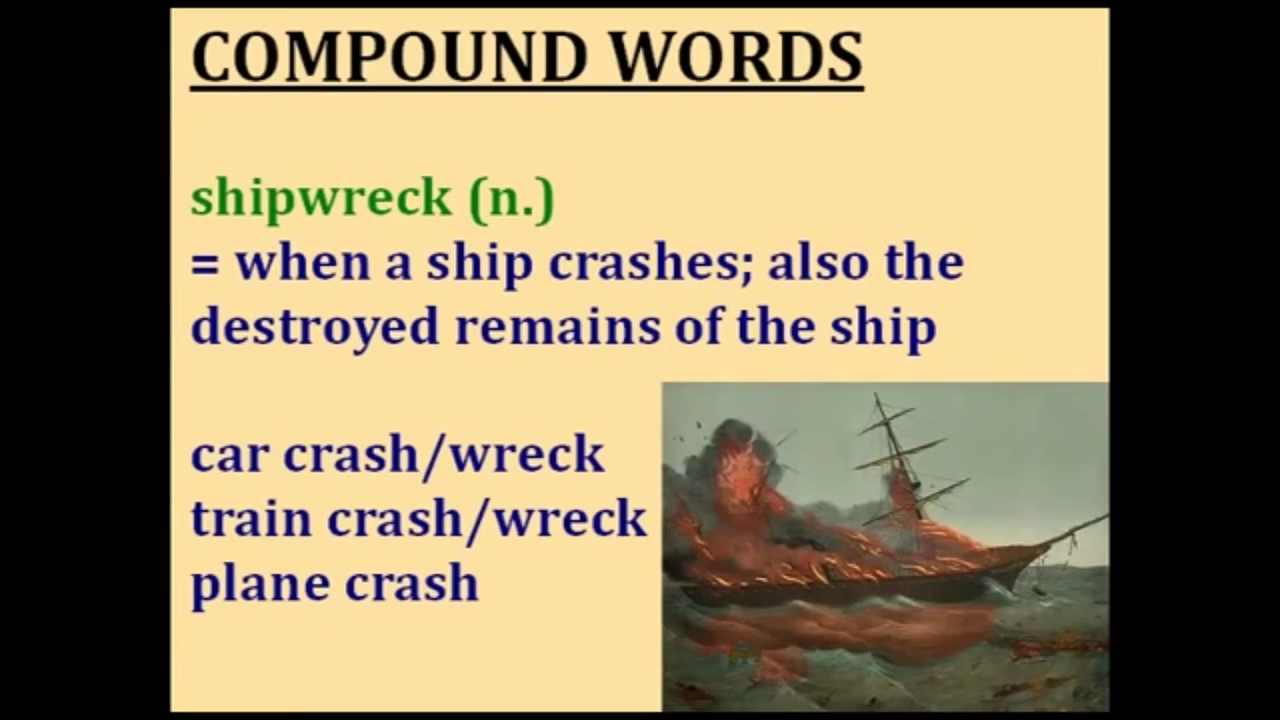 COMPOUND WORDS
shipwreck (n.)
= when a ship crashes; also the
destroyed remains of the ship
car crash/wreck
train crash/wreck
plane crash